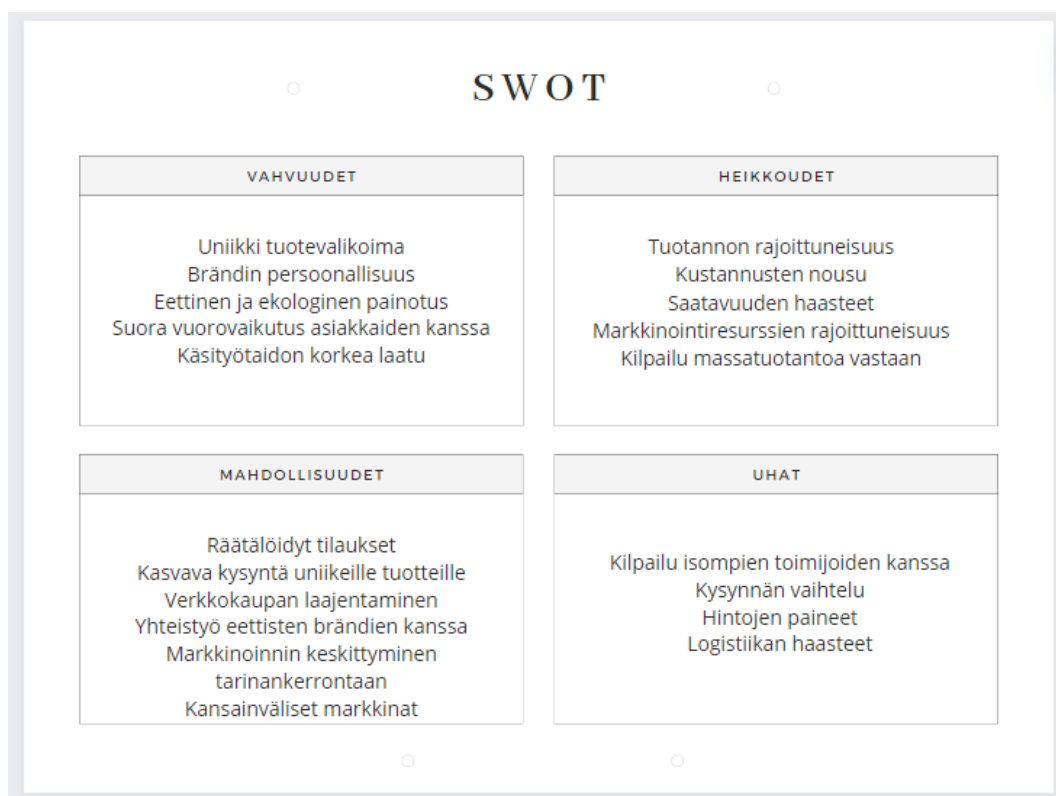 SWOT
VAHVUUDET
Uniikki tuotevalikoima
Brändin persoonallisuus
Eettinen ja ekologinen painotus
Suora vuorovaikutus asiakkaiden kanssa
Käsityötaidon korkea laatu
HEIKKOUDET
Tuotannon rajoittuneisuus
Kustannusten nousu
Saatavuuden haasteet
Markkinointiresurssien rajoittuneisuus
Kilpailu massatuotantoa vastaan
MAHDOLLISUUDET
Räätälöidyt tilaukset
Kasvava kysyntä uniikeille tuotteille
Verkkokaupan laajentaminen
Yhteistyö eettisten brändien kanssa
Markkinoinnin keskittyminen
tarinankerrontaan
Kansainväliset markkinat
UHAT
Kilpailu isompien toimijoiden kanssa
Kysynnän vaihtelu
Hintojen paineet
Logistiikan haasteet